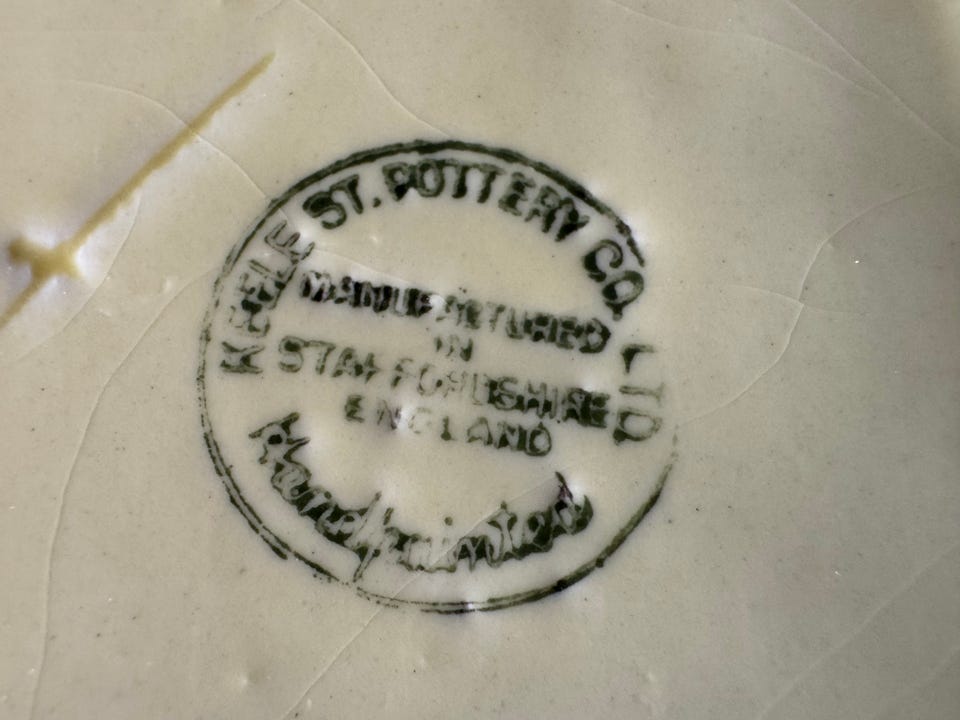 KEELE ST. POTTERY CO. LTD
MANUFACTURED
IN
STAFFORDSHIRE
ENGLAND
Handpainted